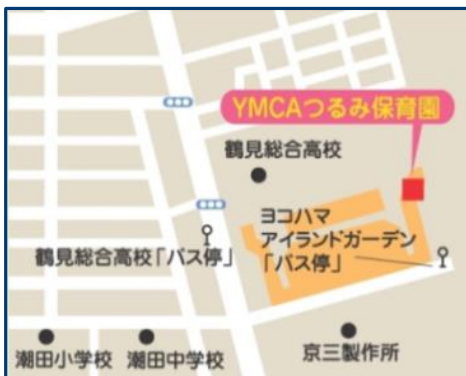 YMCAつるみ保育園
鶴見総合高校
ヨコハマ
アイランドガーデン
「バス停」
鶴見総合高校「バス停」
潮田小学校
潮田中学校
京三製作所